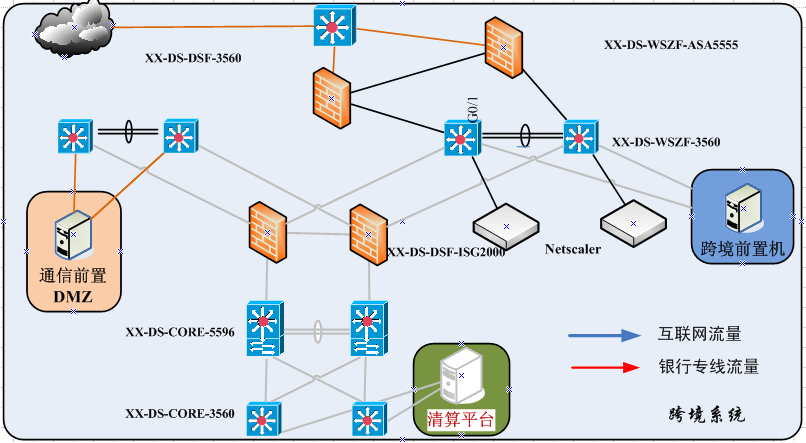 XX-DS-DSF-3560
XX-DS-WSZF-ASA5555
G0/1
XX-DS-WSZF-3560
通信前置
DMZ
XX-DS-DSF-ISG2000
Netscaler
跨境前置机
XX-DS-CORE-5596
互联网流量
银行专线流量
XX-DS-CORE-3560
清算平台
跨境系统